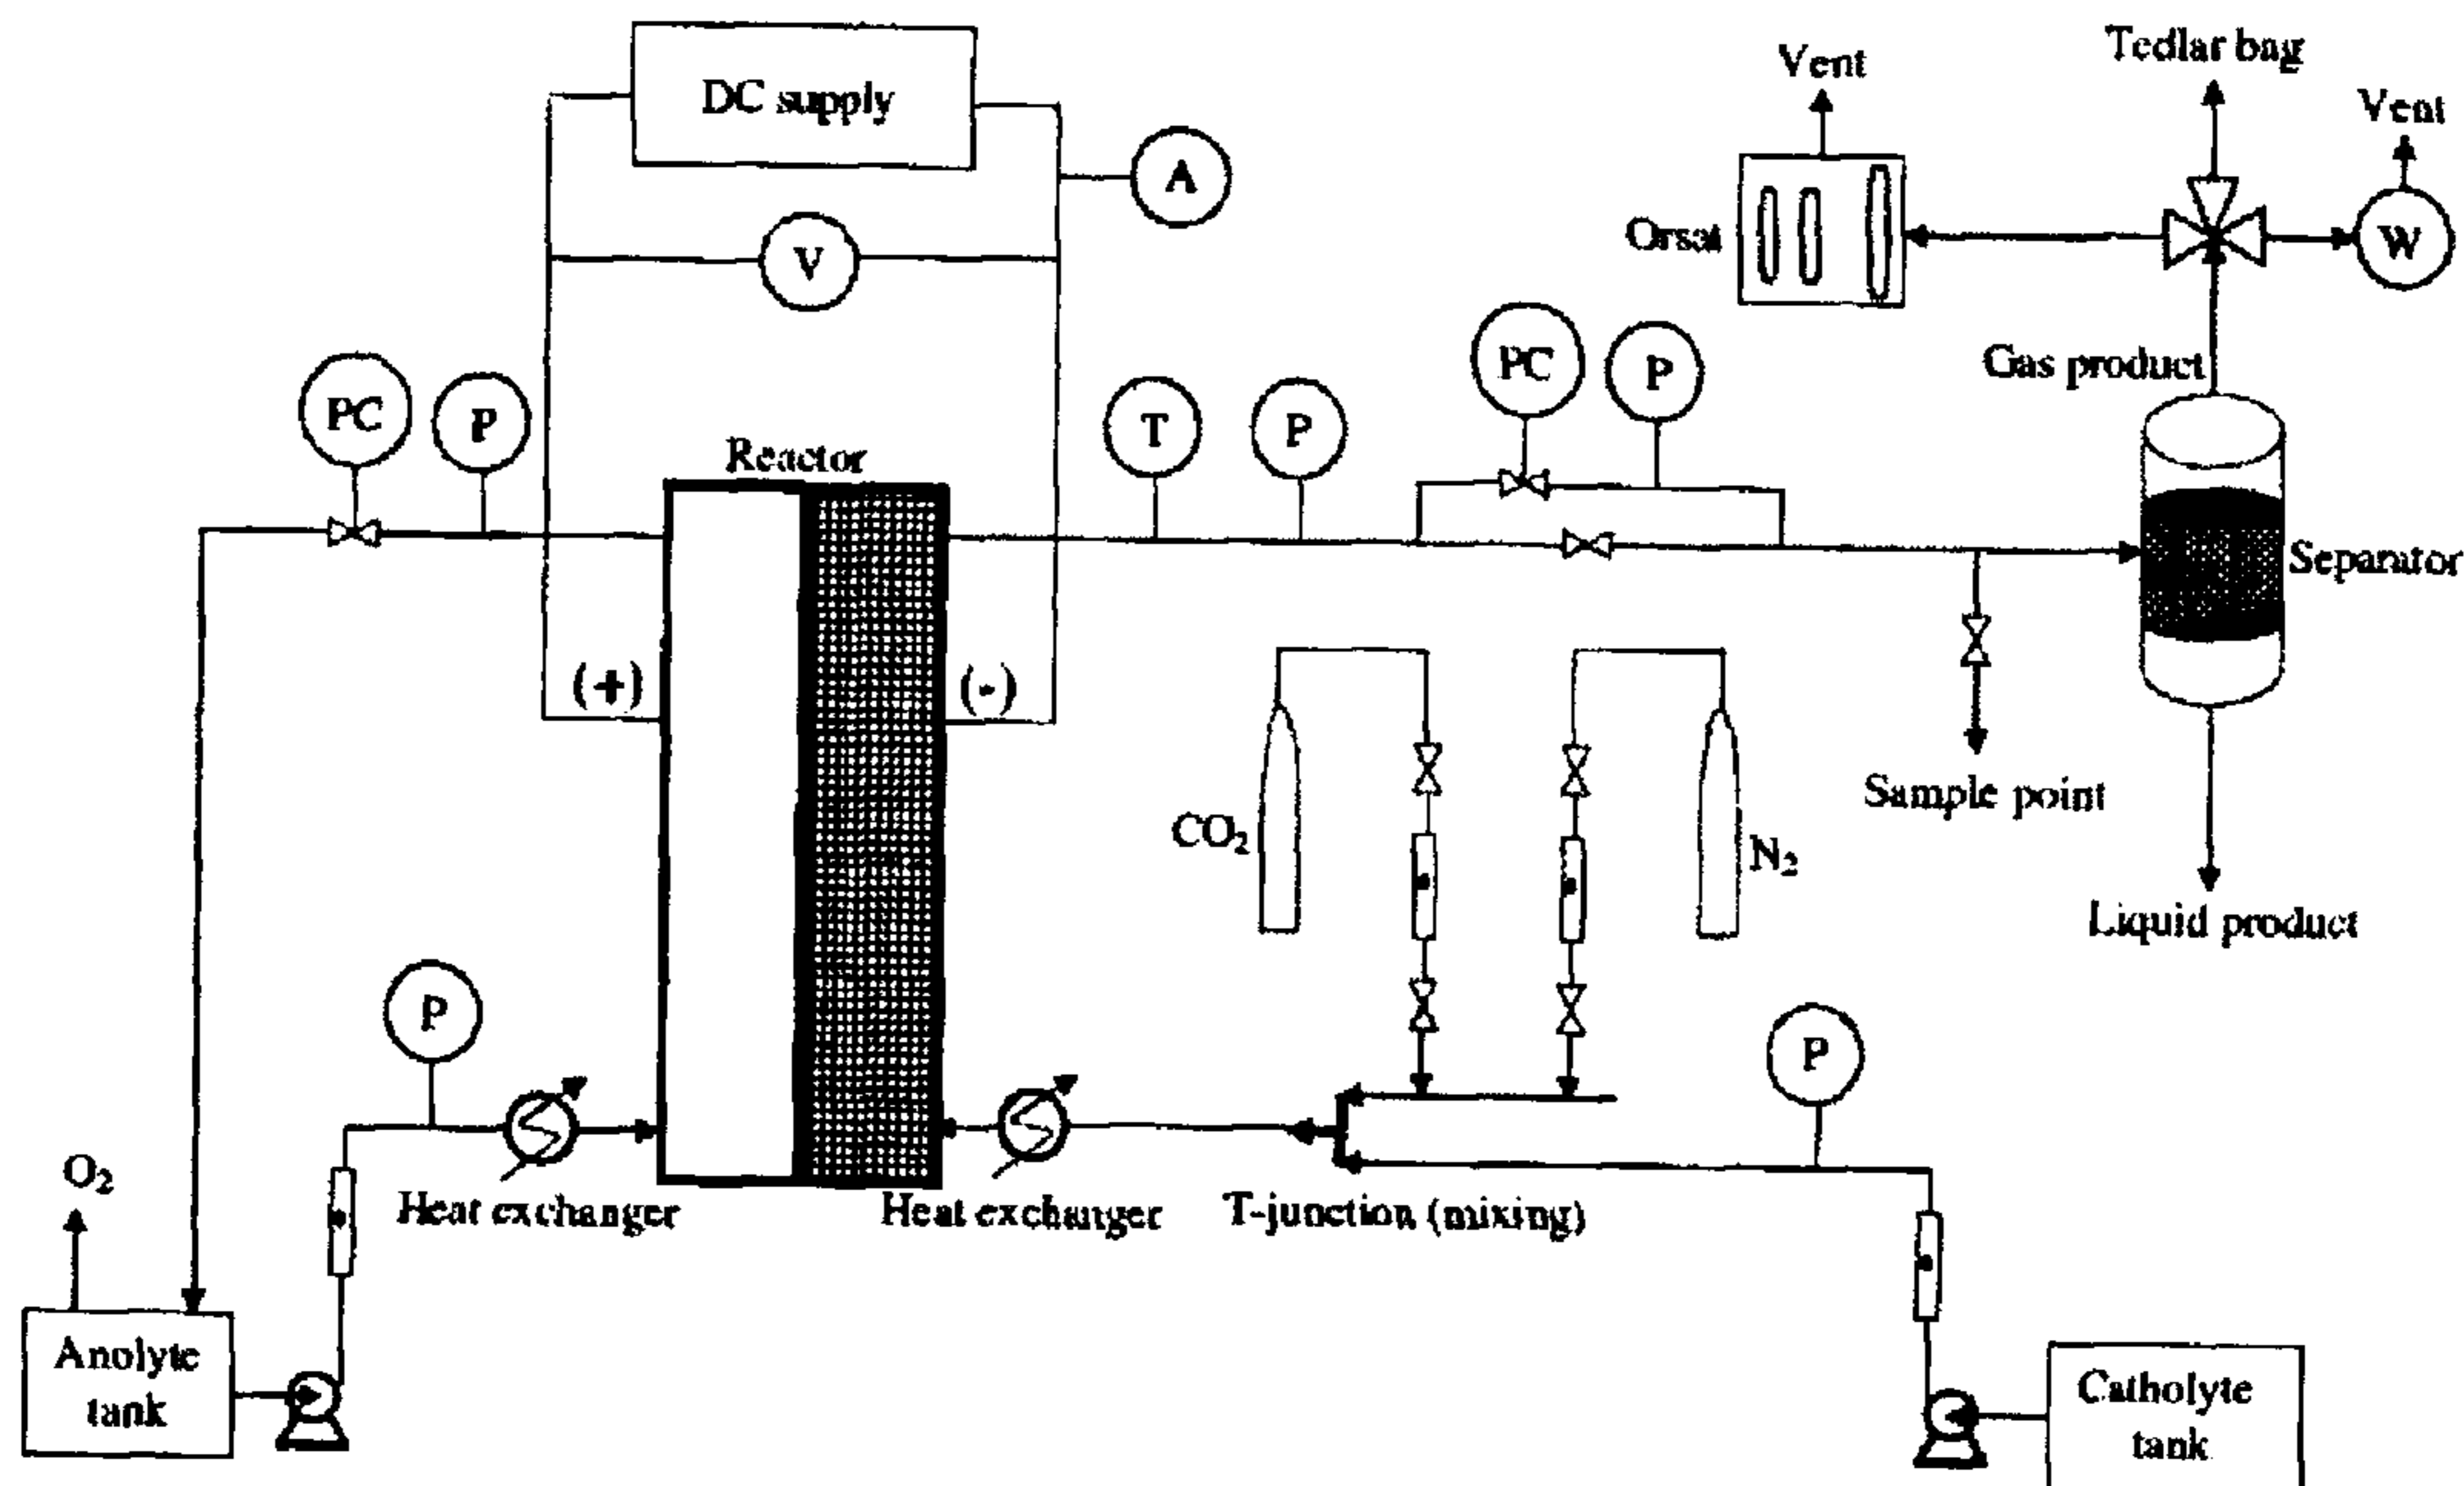 DC supply
Vent
Tedlar bag
Vent
A
V
Orsat
W
PC
P
T
P
PC
P
Gas product
Reactor
Separator
(+)
(-)
CO₂
N₂
Sample point
Liquid product
P
P
O₂
Heat exchanger
Heat exchanger
T-junction (mixing)
Anolyte
tank
Catholyte
tank